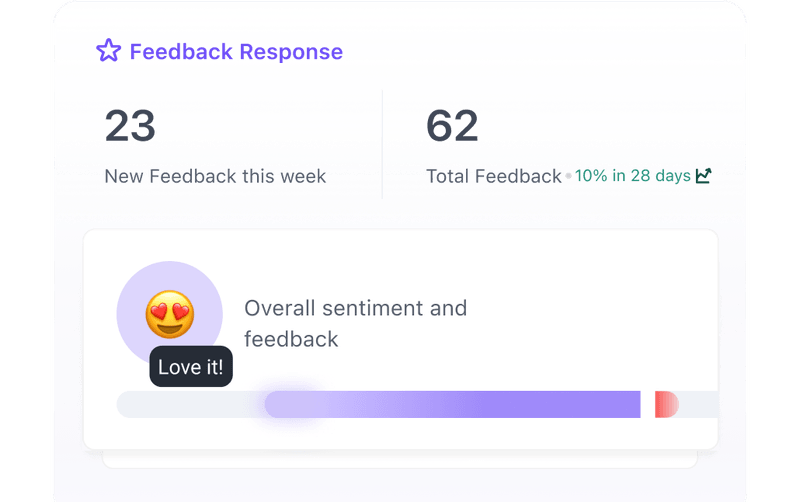 Feedback Response
23
New Feedback this week
62
Total Feedback
10% in 28 days
Overall sentiment and
feedback
Love it!